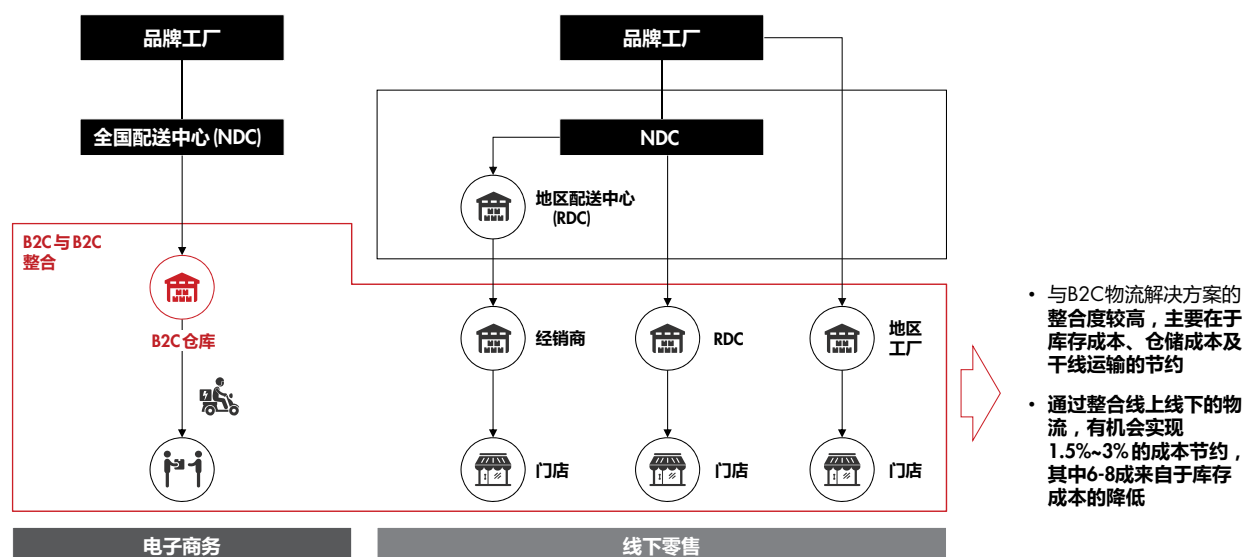 品牌工厂
全国配送中心 (NDC)
B2C与B2C
整合
B2C仓库
电子商务
品牌工厂
NDC
地区配送中心
(RDC)
经销商
RDC
地区
工厂
门店
门店
门店
线下零售
• 与B2C物流解决方案的
整合度较高，主要在于
库存成本、仓储成本及
干线运输的节约
• 通过整合线上线下的物
流，有机会实现
1.5%~3%的成本节约，
其中6-8成来自于库存
成本的降低